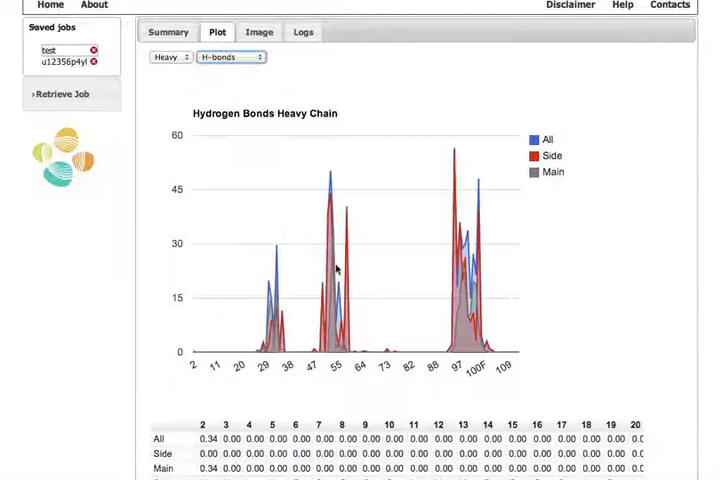 Home About Disclaimer Help Contacts
Saved jobs
test
u12356p4yl
Retrieve Job
Summary Plot Image Logs
Heavy H-bonds
Hydrogen Bonds Heavy Chain
60
45
30
15
0
All
Side
Main
2 11 20 29 38 47 55 64 73 82 88 97 100F 109
2 3 4 5 6 7 8 9 10 11 12 13 14 15 16 17 18 19 20
All 0.34 0.00 0.00 0.00 0.00 0.00 0.00 0.00 0.00 0.00 0.00 0.00 0.00 0.00 0.00 0.00 0.00 0.00 0.0
Side 0.00 0.00 0.00 0.00 0.00 0.00 0.00 0.00 0.00 0.00 0.00 0.00 0.00 0.00 0.00 0.00 0.00 0.00 0.0
Main 0.34 0.00 0.00 0.00 0.00 0.00 0.00 0.00 0.00 0.00 0.00 0.00 0.00 0.00 0.00 0.00 0.00 0.00 0.0